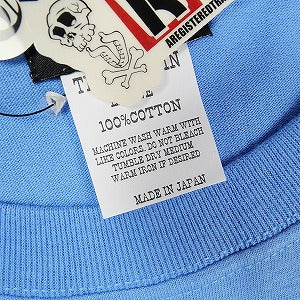 AREGISTEREDTRA
100%COTTON
MACHINE WASH WARM WITH
LIKE COLORS. DO NOT BLEACH
TUMBLE DRY MEDIUM
WARM IRON IF DESIRED
MADE IN JAPAN